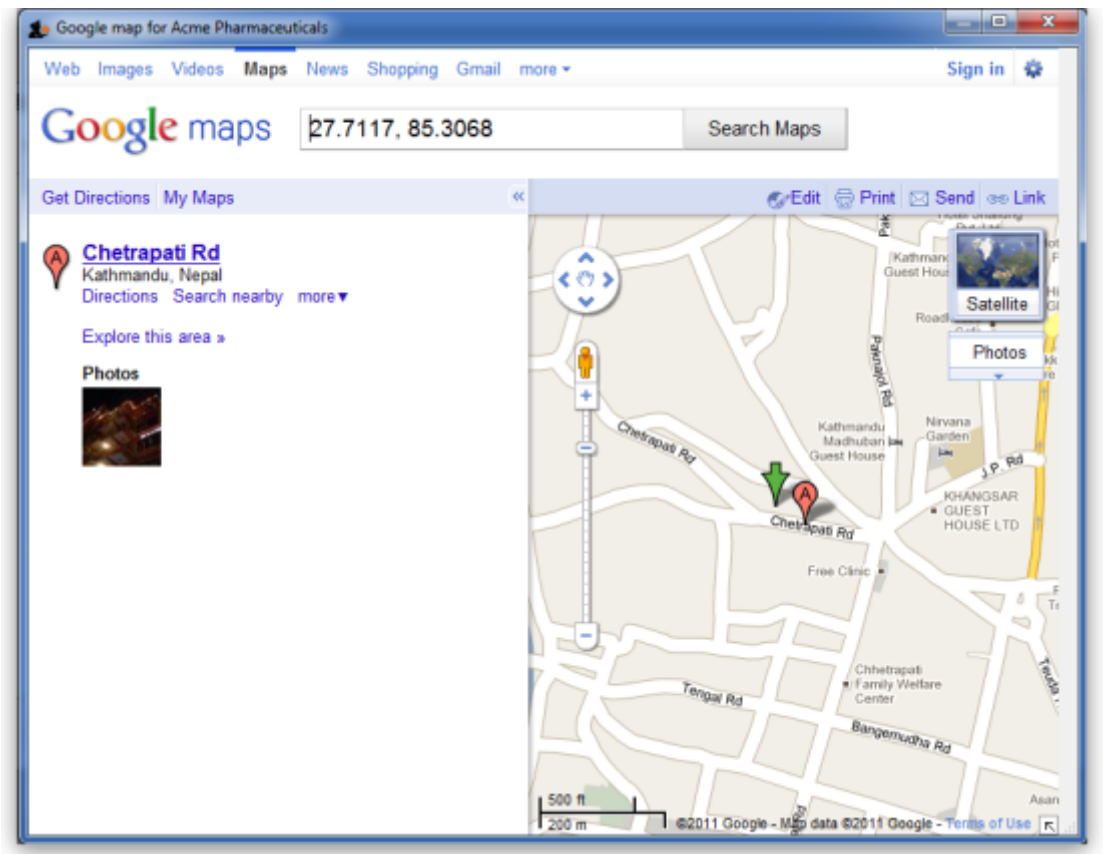 Google map for Acme Pharmaceuticals
Web Images Videos Maps News Shopping Gmail more
Sign in
Google maps
27.7117, 85.3068
Search Maps
Get Directions My Maps
«
Edit Print Send Link
A
Chetrapati Rd
Kathmandu, Nepal
Directions Search nearby more▼
Explore this area »
Photos
Satellite
Photos
Guest
Paknajol Rd
Kathmandu
Madhuban
Guest House
Nirvana
Garden
J.P. Rd
Chetrapati Rd
A
Chetrapati Rd
KHANGSAR
GUEST
HOUSE LTD
Free Clinic
Chhetrapati
Family Welfare
Center
Tengal Rd
Bangemudha Rd
Asan
500 ft
200 m
©2011 Google - Map data ©2011 Google - Terms of Use